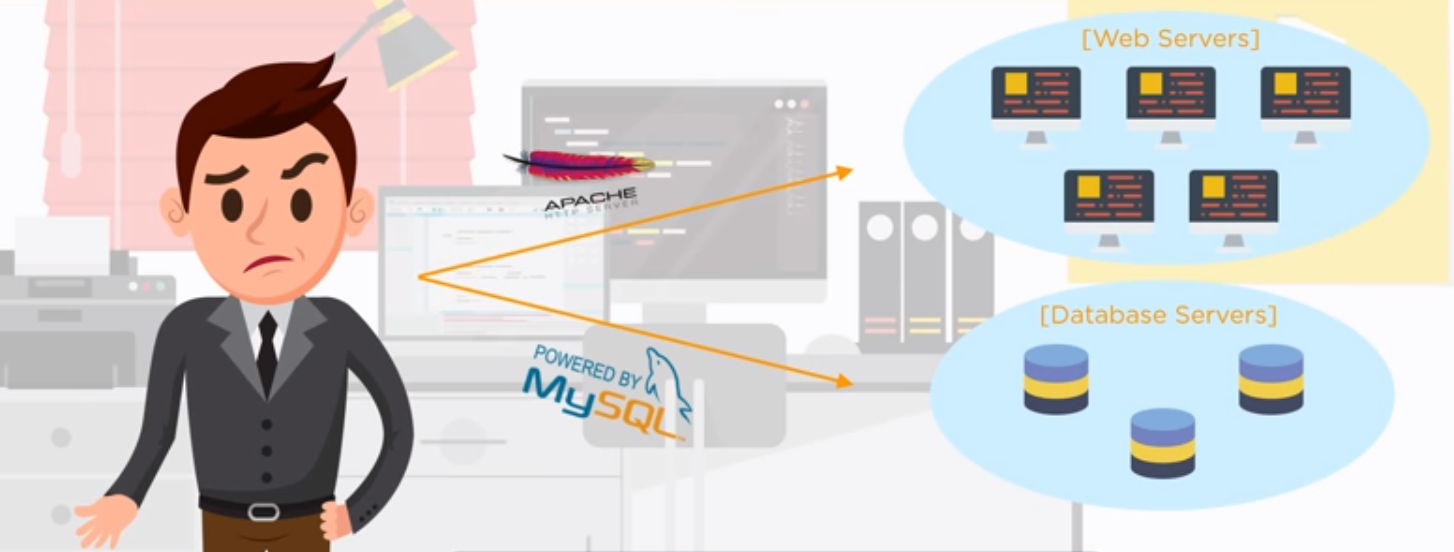 [Web Servers]
APACHE
HTTP SERVER
[Database Servers]
POWERED BY
MySQL